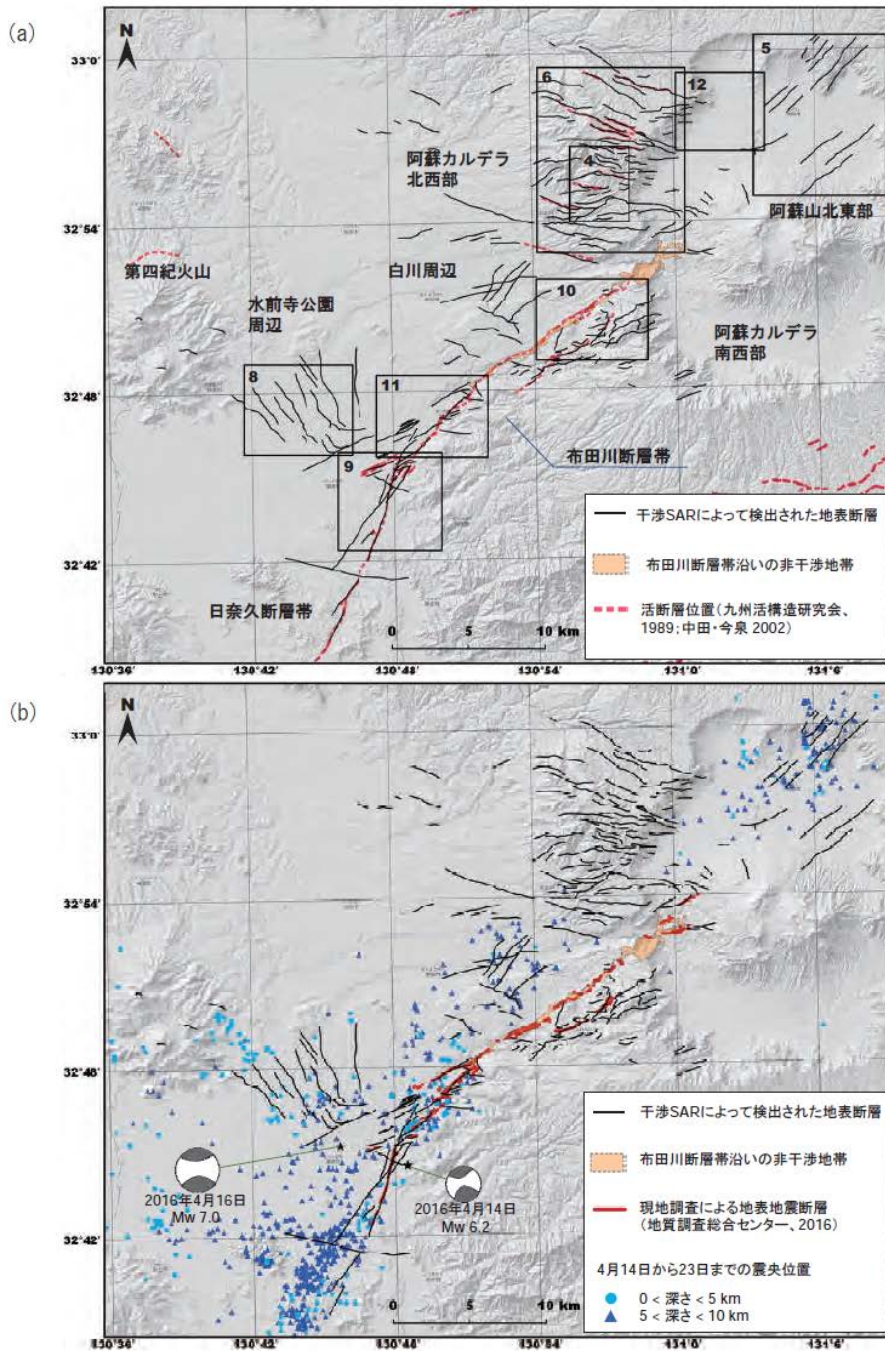 (a)
N
33°0'
5
6
12
阿蘇カルデラ
北西部
4
32°54'
阿蘇山北東部
第四紀火山
白川周辺
水前寺公園
周辺
10
阿蘇カルデラ
南西部
8
32°48'
11
布田川断層帯
9
干渉SARによって検出された地表断層
32°42'
布田川断層帯沿いの非干渉地帯
日奈久断層帯
活断層位置(九州活構造研究会、
1989;中田・今泉 2002)
0 5 10 km
130°36'
130°42'
130°48'
130°54'
131°0'
131°6'
(b)
N
33°0'
32°54'
32°48'
干渉SARによって検出された地表断層
布田川断層帯沿いの非干渉地帯
2016年4月16日
Mw 7.0
2016年4月14日
Mw 6.2
現地調査による地表地震断層
(地質調査総合センター、2016)
32°42'
4月14日から23日までの震央位置
0 < 深さ < 5 km
5 < 深さ < 10 km
0 5 10 km
130°36'
130°42'
130°48'
130°54'
131°0'
131°6'